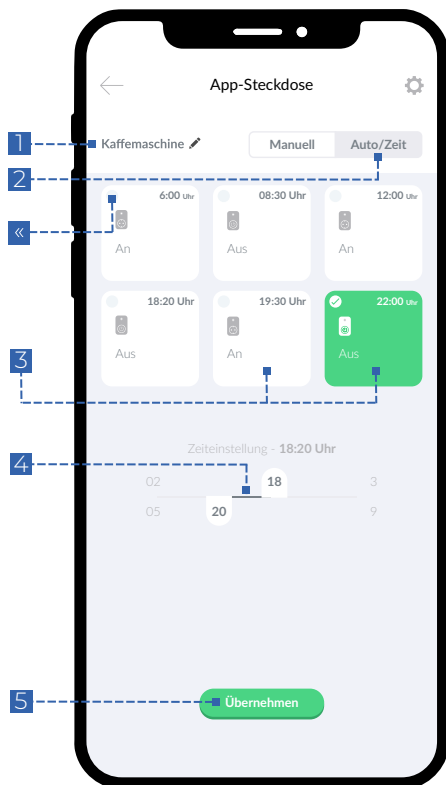 App-Steckdose
1
Kaffemaschine
Manuell
Auto/Zeit
2
6:00 Uhr
08:30 Uhr
12:00 Uhr
«
An
Aus
An
18:20 Uhr
19:30 Uhr
22:00 Uhr
Aus
An
Aus
3
Zeiteinstellung - 18:20 Uhr
4
02
18
3
05
20
9
5
Übernehmen